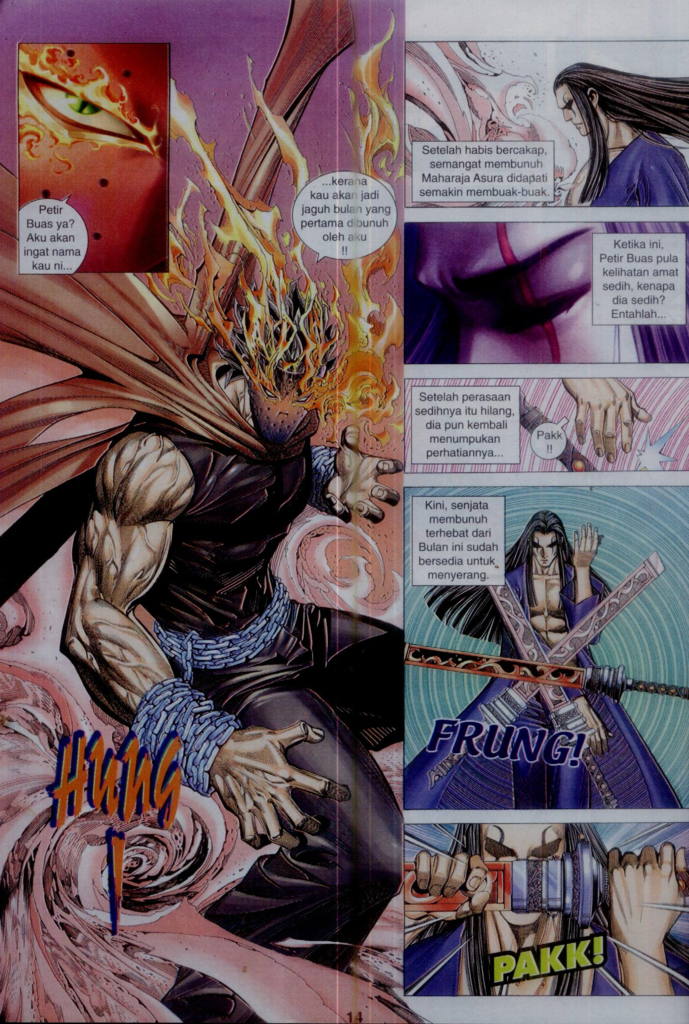 Petir
Buas ya?
Aku akan
ingat nama
kau ni...
...kerana
kau akan jadi
jaguh bulan yang
pertama dibunuh
oleh aku
!!
HUNG
!
Setelah habis bercakap,
semangat membunuh
Maharaja Asura didapati
semakin membuak-buak.
Ketika ini,
Petir Buas pula
kelihatan amat
sedih, kenapa
dia sedih?
Entahlah...
Setelah perasaan
sedihnya itu hilang,
dia pun kembali
menumpukan
perhatiannya...
Pakk
!!
Kini, senjata
membunuh
terhebat dari
Bulan ini sudah
bersedia untuk
menyerang.
FRUNG!
PAKK!
14